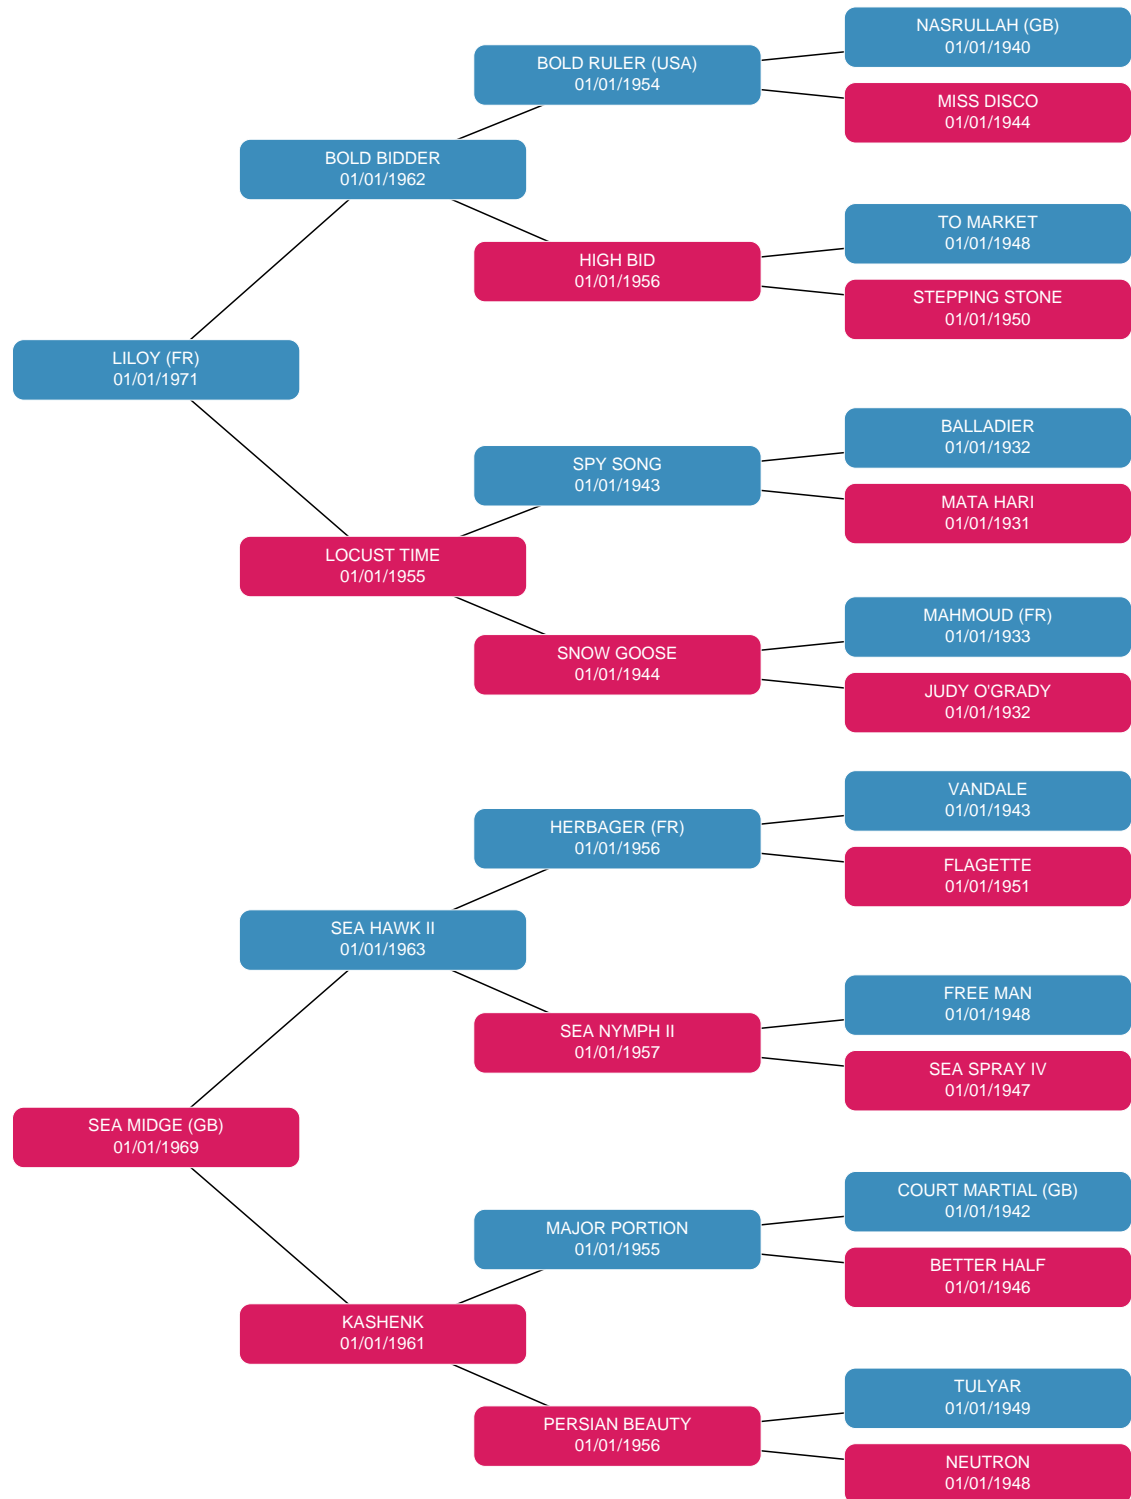 NASRULLAH (GB)
01/01/1940
BOLD RULER (USA)
01/01/1954
MISS DISCO
01/01/1944
BOLD BIDDER
01/01/1962
TO MARKET
01/01/1948
HIGH BID
01/01/1956
STEPPING STONE
01/01/1950
LILOY (FR)
01/01/1971
BALLADIER
01/01/1932
SPY SONG
01/01/1943
MATA HARI
01/01/1931
LOCUST TIME
01/01/1955
MAHMOUD (FR)
01/01/1933
SNOW GOOSE
01/01/1944
JUDY O'GRADY
01/01/1932
VANDALE
01/01/1943
HERBAGER (FR)
01/01/1956
FLAGETTE
01/01/1951
SEA HAWK II
01/01/1963
FREE MAN
01/01/1948
SEA NYMPH II
01/01/1957
SEA SPRAY IV
01/01/1947
SEA MIDGE (GB)
01/01/1969
COURT MARTIAL (GB)
01/01/1942
MAJOR PORTION
01/01/1955
BETTER HALF
01/01/1946
KASHENK
01/01/1961
TULYAR
01/01/1949
PERSIAN BEAUTY
01/01/1956
NEUTRON
01/01/1948